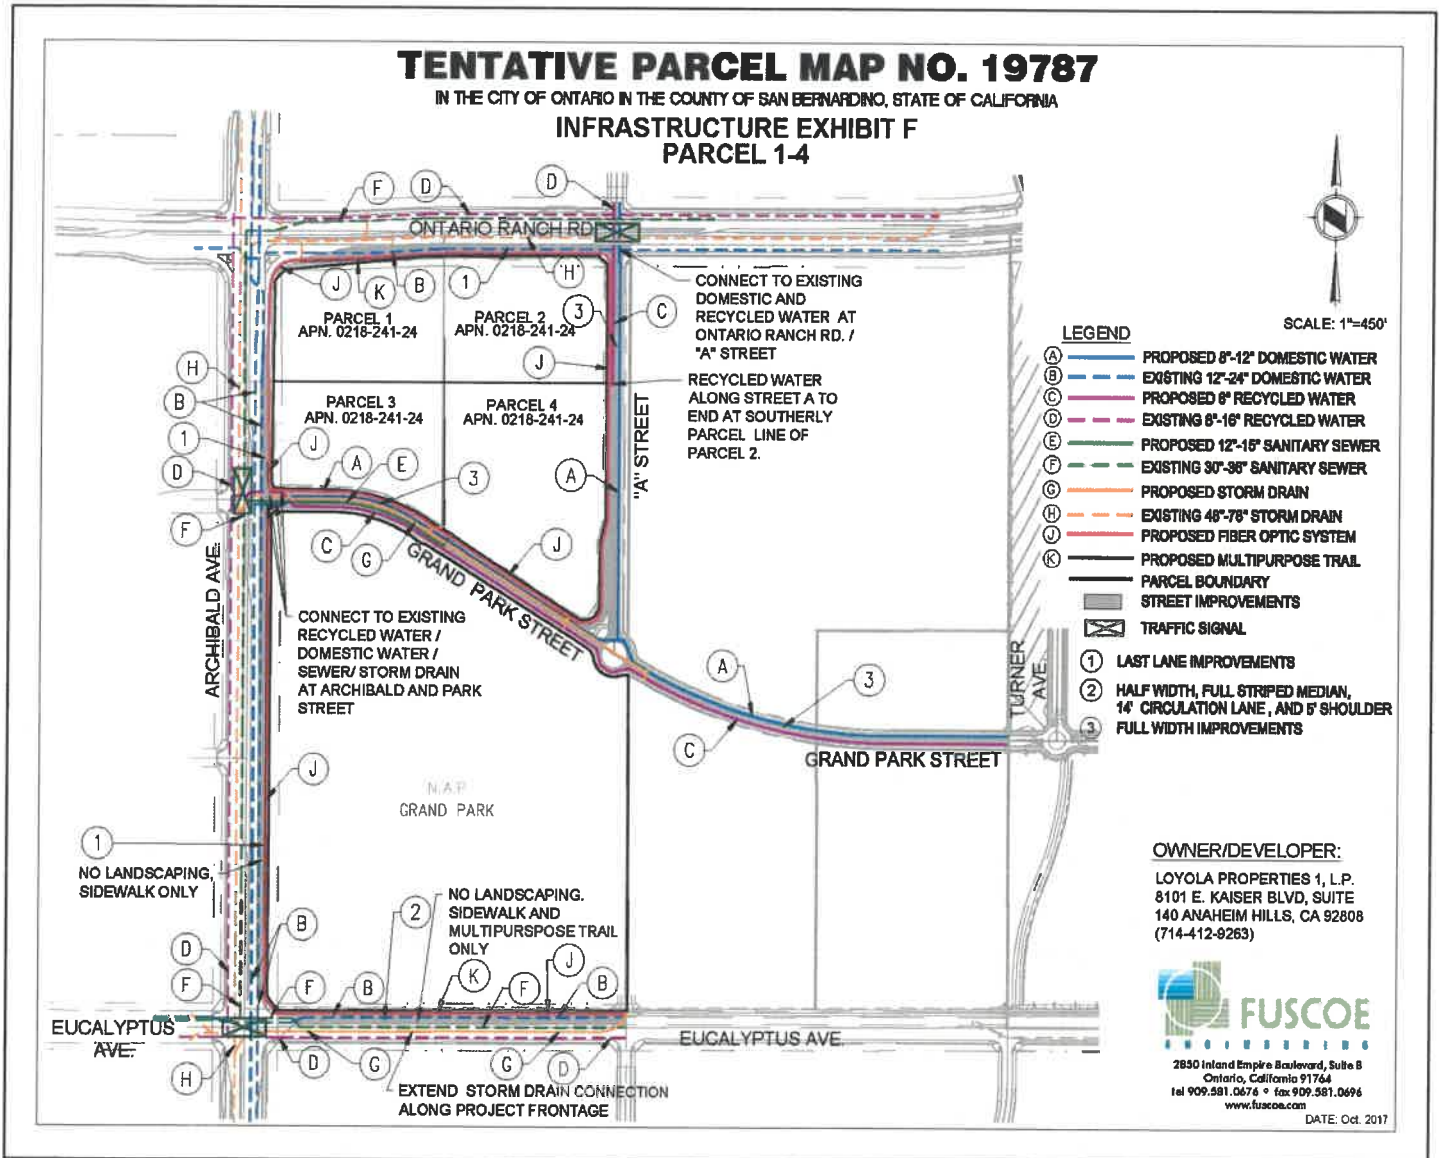 TENTATIVE PARCEL MAP NO. 19787
IN THE CITY OF ONTARIO IN THE COUNTY OF SAN BERNARDINO, STATE OF CALIFORNIA
INFRASTRUCTURE EXHIBIT F
PARCEL 1-4
F
D
D
ONTARIO RANCH RD
J
K
B
1
H
PARCEL 1
APN. 0218-241-24
PARCEL 2
APN. 0218-241-24
3
C
J
CONNECT TO EXISTING
DOMESTIC AND
RECYCLED WATER AT
ONTARIO RANCH RD. /
"A" STREET
RECYCLED WATER
ALONG STREET A TO
END AT SOUTHERLY
PARCEL LINE OF
PARCEL 2.
H
B
1
D
F
PARCEL 3
APN. 0218-241-24
PARCEL 4
APN. 0218-241-24
J
A
E
3
A
"A" STREET
C
G
J
GRAND PARK STREET
ARCHIBALD AVE.
CONNECT TO EXISTING
RECYCLED WATER /
DOMESTIC WATER /
SEWER/ STORM DRAIN
AT ARCHIBALD AND PARK
STREET
A
3
C
GRAND PARK STREET
TURNER
AVE.
J
N.A.P.
GRAND PARK
1
NO LANDSCAPING,
SIDEWALK ONLY
2
NO LANDSCAPING.
SIDEWALK AND
MULTIPURSPOSE TRAIL
ONLY
D
B
F
F
B
K
F
J
B
EUCALYPTUS
AVE.
EUCALYPTUS AVE.
H
D
G
G
D
EXTEND STORM DRAIN CONNECTION
ALONG PROJECT FRONTAGE
SCALE: 1"=450'
LEGEND
A PROPOSED 8"-12" DOMESTIC WATER
B EXISTING 12"-24" DOMESTIC WATER
C PROPOSED 8" RECYCLED WATER
D EXISTING 8"-16" RECYCLED WATER
E PROPOSED 12"-15" SANITARY SEWER
F EXISTING 30"-36" SANITARY SEWER
G PROPOSED STORM DRAIN
H EXISTING 48"-78" STORM DRAIN
J PROPOSED FIBER OPTIC SYSTEM
K PROPOSED MULTIPURPOSE TRAIL
PARCEL BOUNDARY
STREET IMPROVEMENTS
TRAFFIC SIGNAL
1 LAST LANE IMPROVEMENTS
2 HALF WIDTH, FULL STRIPED MEDIAN,
14' CIRCULATION LANE, AND 5' SHOULDER
3 FULL WIDTH IMPROVEMENTS
OWNER/DEVELOPER:
LOYOLA PROPERTIES 1, L.P.
8101 E. KAISER BLVD, SUITE
140 ANAHEIM HILLS, CA 92808
(714-412-9263)
FUSCOE
ENGINEERING
2850 Inland Empire Boulevard, Suite B
Ontario, California 91764
tel 909.581.0676 ° fax 909.581.0696
www.fuscoe.com
DATE: Oct. 2017